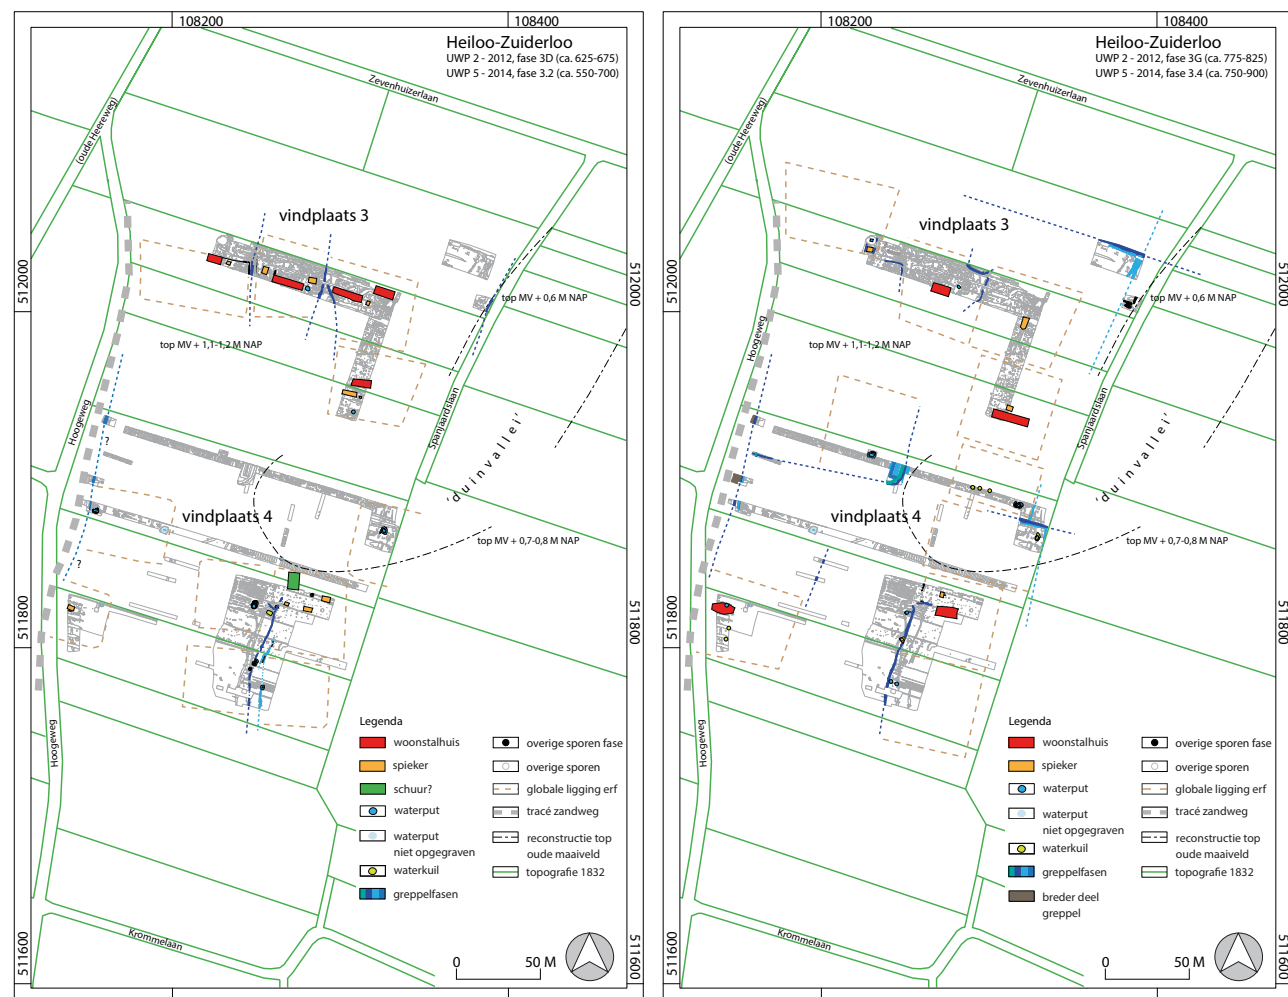 108200
108400
Heiloo-Zuiderloo
UWP 2 - 2012, fase 3D (ca. 625-675)
UWP 5 - 2014, fase 3.2 (ca. 550-700)
Zevenhuizerlaan
(oude Heereweg)
vindplaats 3
512000
512000
top MV + 0,6 M NAP
top MV + 1,1-1,2 M NAP
Hoogeweg
Spanjaardslaan
'duinvallei'
?
vindplaats 4
top MV + 0,7-0,8 M NAP
?
511800
511800
Hoogeweg
Legenda
woonstalhuis
spieker
schuur?
waterput
waterput
niet opgegraven
waterkuil
greppelfasen
overige sporen fase
overige sporen
globale ligging erf
tracé zandweg
reconstructie top
oude maaiveld
topografie 1832
Krommelaan
0 50 M
511600
511600
108200
108400
Heiloo-Zuiderloo
UWP 2 - 2012, fase 3G (ca. 775-825)
UWP 5 - 2014, fase 3.4 (ca. 750-900)
Zevenhuizerlaan
(oude Heereweg)
vindplaats 3
512000
512000
top MV + 0,6 M NAP
top MV + 1,1-1,2 M NAP
Hoogeweg
Spanjaardslaan
'duinvallei'
vindplaats 4
top MV + 0,7-0,8 M NAP
511800
511800
Hoogeweg
Legenda
woonstalhuis
spieker
waterput
waterput
niet opgegraven
waterkuil
greppelfasen
breder deel
greppel
overige sporen fase
overige sporen
globale ligging erf
tracé zandweg
reconstructie top
oude maaiveld
topografie 1832
Krommelaan
0 50 M
511600
511600